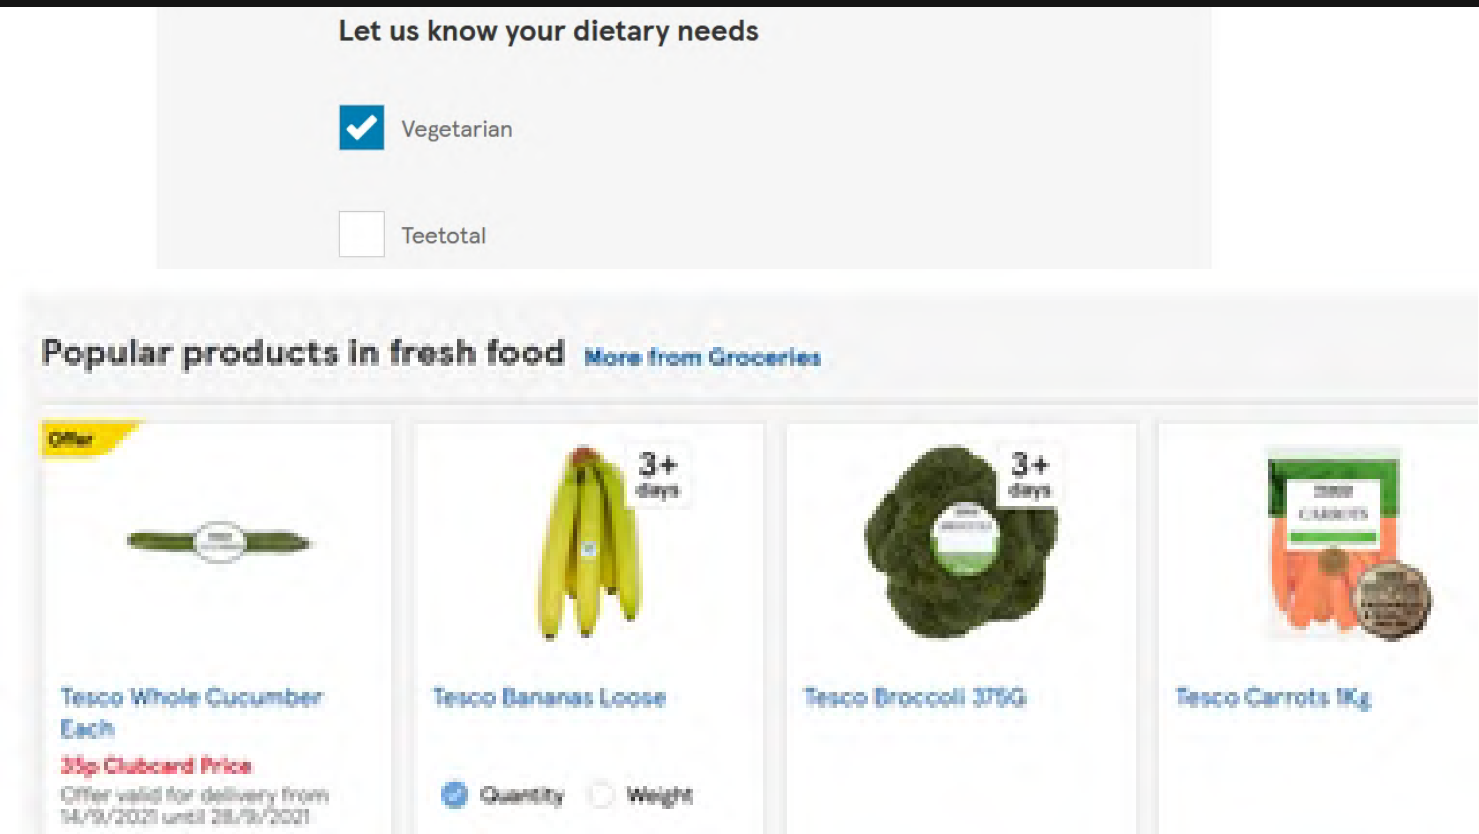 Let us know your dietary needs
Vegetarian
Teetotal
Popular products in fresh food More from Groceries
Offer
3+
days
3+
days
CARROTS
Tesco Whole Cucumber
Each
Tesco Bananas Loose
Tesco Broccoli 375G
Tesco Carrots 1Kg
35p Clubcard Price
Offer valid for delivery from
14/9/2021 until 28/9/2021
Quantity
Weight